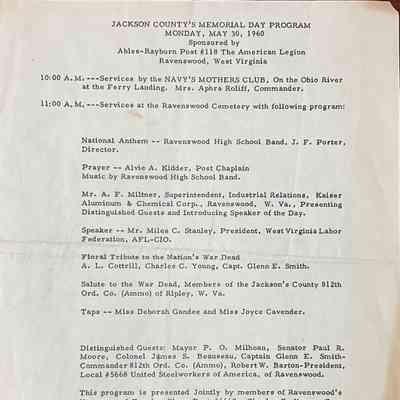 JACKSON COUNTY'S MEMORIAL DAY PROGRAM
MONDAY, MAY 30, 1960
Sponsored by
Ables-Rayburn Post #118 The American Legion
Ravenswood, West Virginia
10:00 A.M.---Services by the NAVY'S MOTHERS CLUB, On the Ohio River
at the Ferry Landing. Mrs. Aphra Roliff, Commander.
11:00 A.M.---Services at the Ravenswood Cemetery with following program:
National Anthem -- Ravenswood High School Band, J. F. Porter,
Director.
Prayer -- Alvie A. Kidder, Post Chaplain
Music by Ravenswood High School Band.
Mr. A. F. Miltner, Superintendent, Industrial Relations, Kaiser
Aluminum & Chemical Corp., Ravenswood, W. Va., Presenting
Distinguished Guests and Introducing Speaker of the Day.
Speaker -- Mr. Miles C. Stanley, President, West Virginia Labor
Federation, AFL-CIO.
Floral Tribute to the Nation's War Dead
A. L. Cottrill, Charles C. Young, Capt. Glenn E. Smith.
Salute to the War Dead, Members of the Jackson's County 812th
Ord. Co. (Ammo) of Ripley, W. Va.
Taps -- Miss Deborah Gandee and Miss Joyce Cavender.
Distinguished Guests: Mayor P. O. Milhoan, Senator Paul R.
Moore, Colonel James S. Beauseau, Captain Glenn E. Smith-
Commander 812th Ord. Co. (Ammo), Robert W. Barton-President,
Local #5668 United Steelworkers of America, of Ravenswood.
This program is presented Jointly by members of Ravenswood's